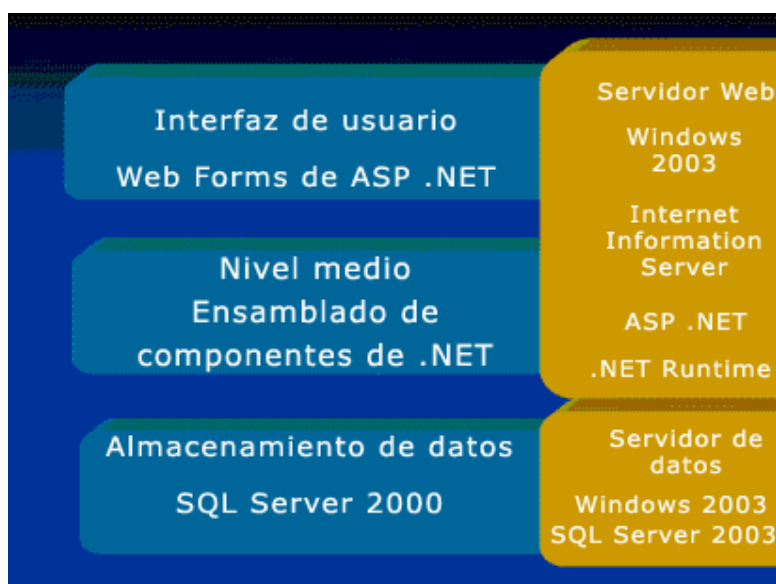 Interfaz de usuario
Web Forms de ASP .NET
Nivel medio
Ensamblado de
componentes de .NET
Almacenamiento de datos
SQL Server 2000
Servidor Web
Windows
2003
Internet
Information
Server
ASP .NET
.NET Runtime
Servidor de
datos
Windows 2003
SQL Server 2003